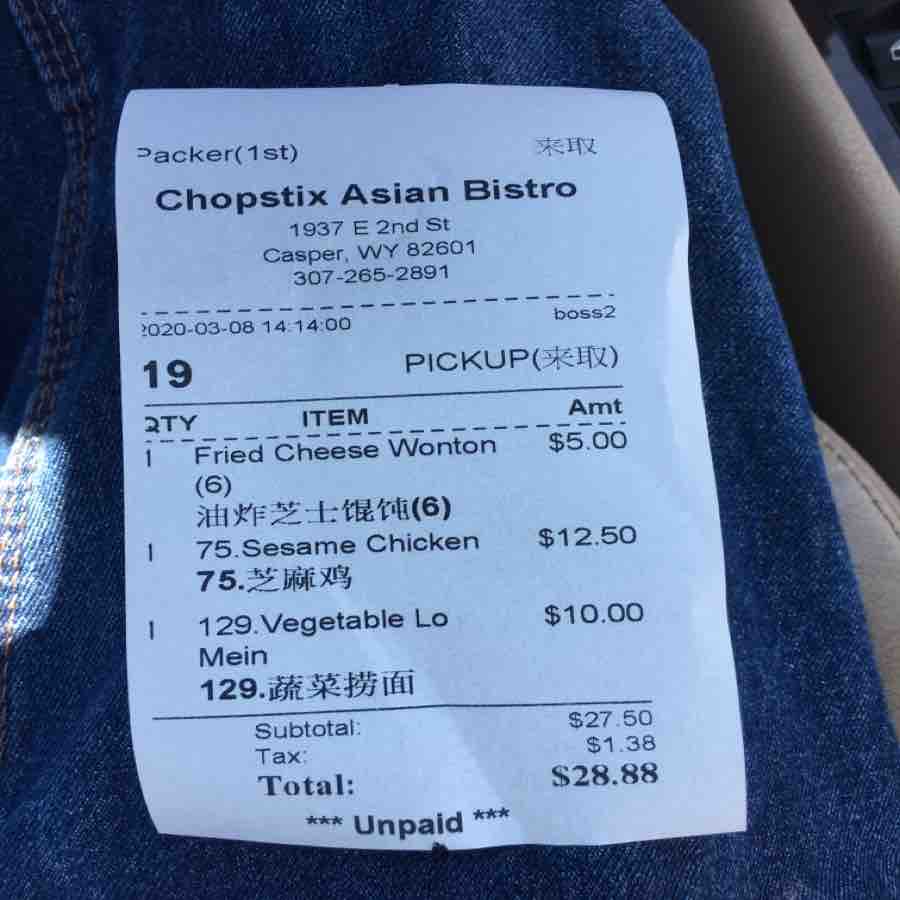 Packer(1st) 来取
Chopstix Asian Bistro
1937 E 2nd St
Casper, WY 82601
307-265-2891
2020-03-08 14:14:00 boss2
19 PICKUP(来取)
QTY ITEM Amt
1 Fried Cheese Wonton $5.00
(6)
油炸芝士馄饨(6)
1 75.Sesame Chicken $12.50
75.芝麻鸡
1 129.Vegetable Lo $10.00
Mein
129.蔬菜捞面
Subtotal: $27.50
Tax: $1.38
Total: $28.88
*** Unpaid ***